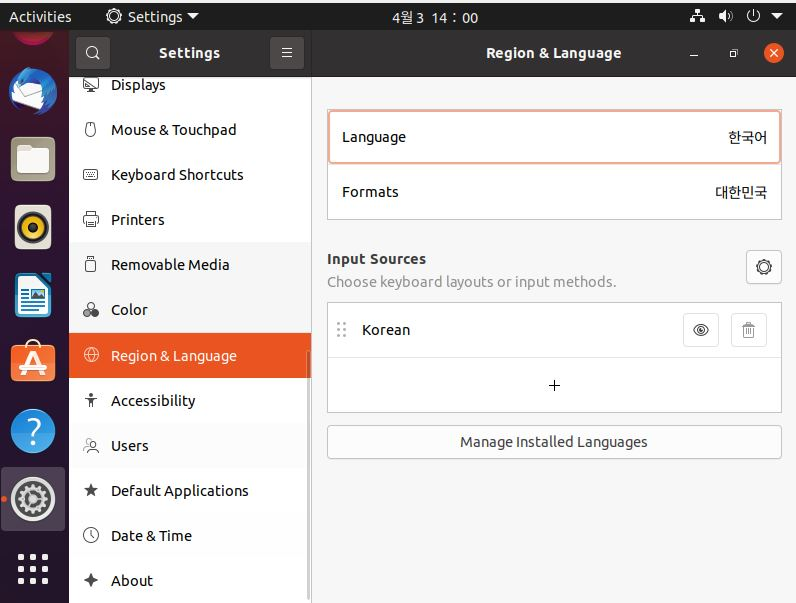 Activities
Settings
4월 3 14 : 00
Settings
Region & Language
Displays
Mouse & Touchpad
Keyboard Shortcuts
Printers
Removable Media
Color
Region & Language
Accessibility
Users
Default Applications
Date & Time
About
Language
한국어
Formats
대한민국
Input Sources
Choose keyboard layouts or input methods.
Korean
Manage Installed Languages